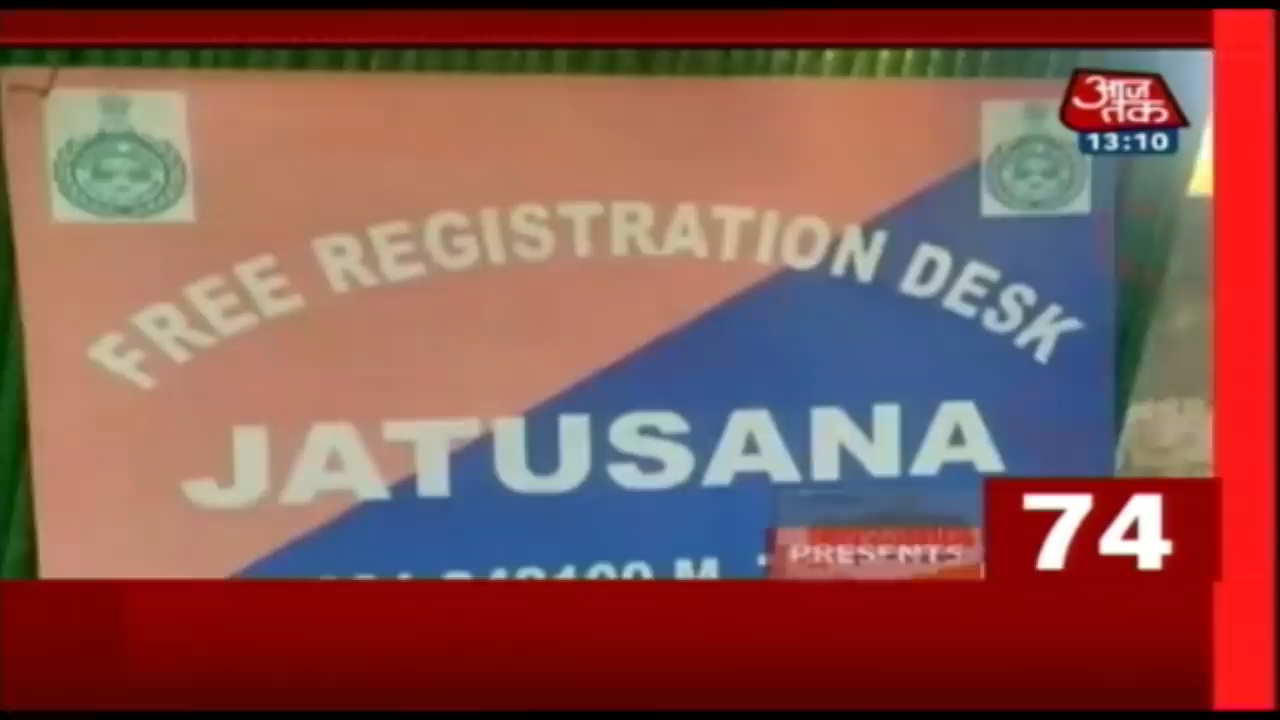 आज तक
13:10
FREE REGISTRATION DESK
JATUSANA
PRESENTS
74